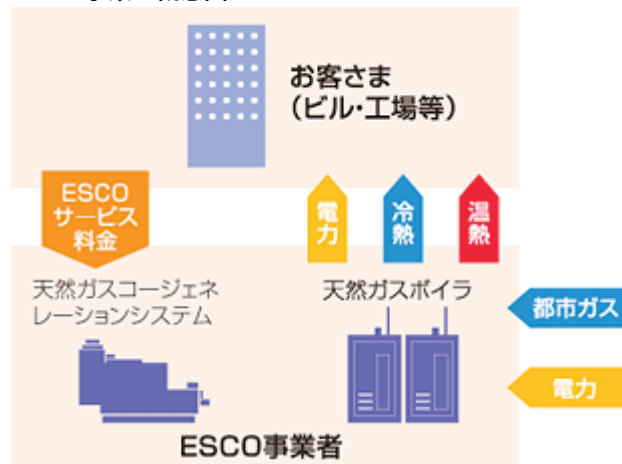 お客さま
（ビル・工場等）
ESCO
サービス
料金
電力
冷熱
温熱
天然ガスコージェネ
レーションシステム
天然ガスボイラ
都市ガス
電力
ESCO事業者